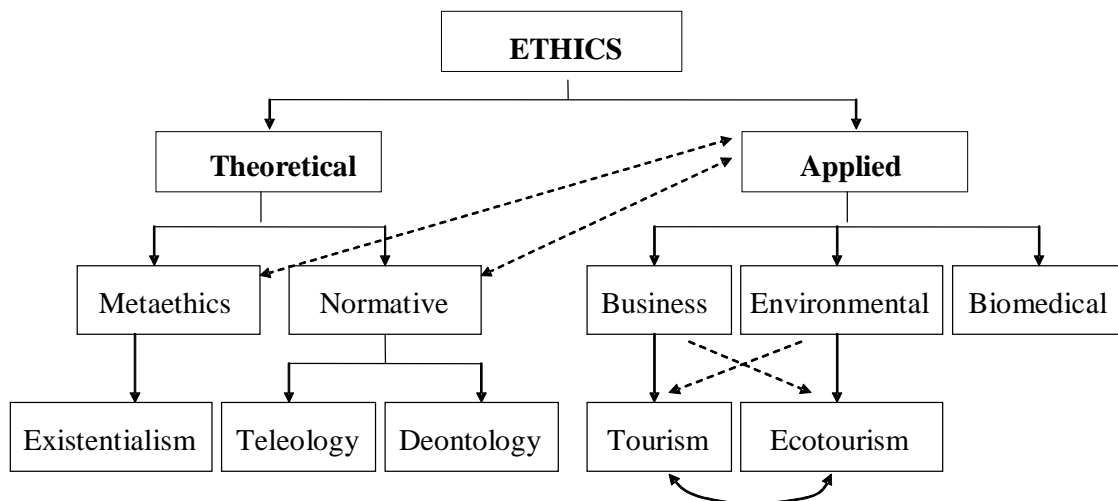 ETHICS
Theoretical
Applied
Metaethics
Normative
Business
Environmental
Biomedical
Existentialism
Teleology
Deontology
Tourism
Ecotourism